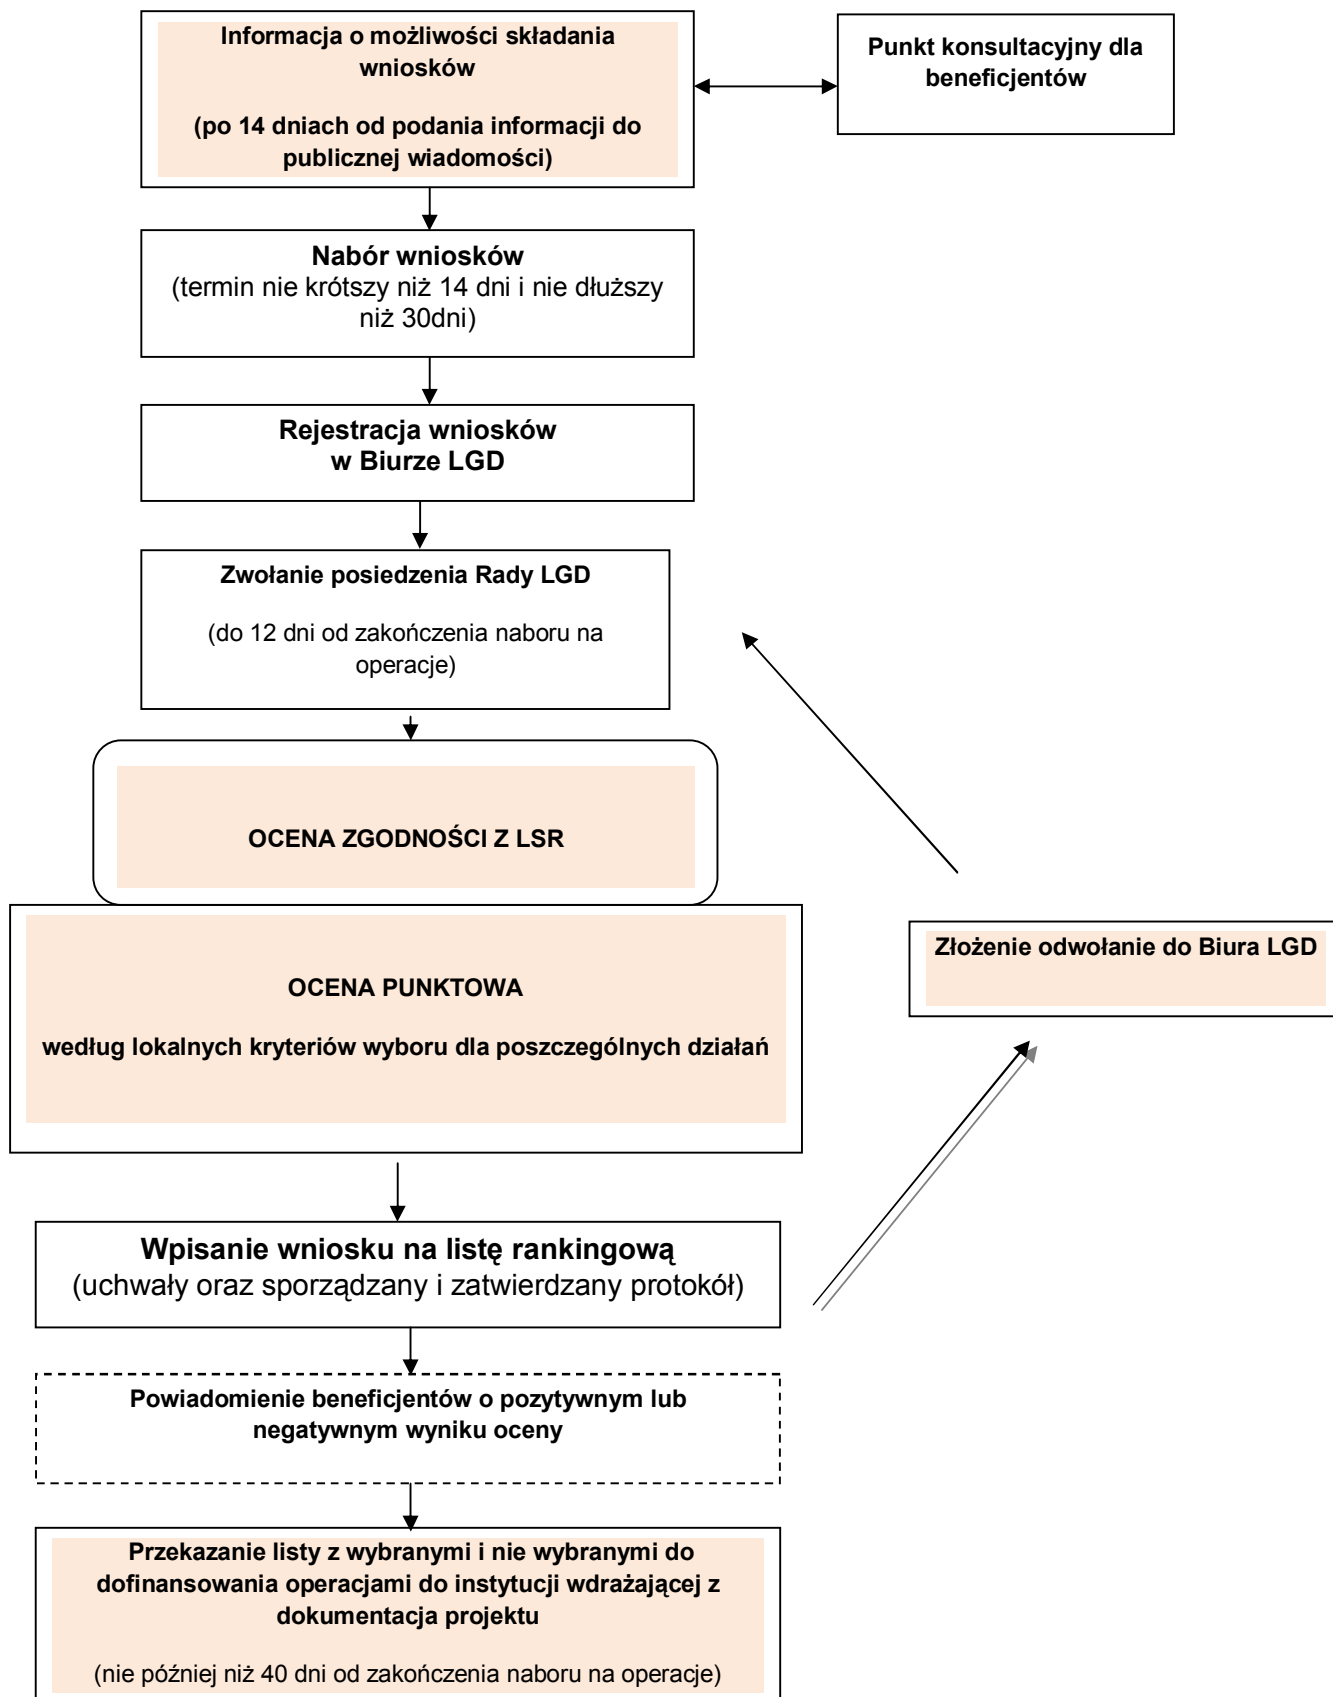 Informacja o możliwości składania
wniosków
(po 14 dniach od podania informacji do
publicznej wiadomości)
Punkt konsultacyjny dla
beneficjentów
Nabór wniosków
(termin nie krótszy niż 14 dni i nie dłuższy
niż 30dni)
Rejestracja wniosków
w Biurze LGD
Zwołanie posiedzenia Rady LGD
(do 12 dni od zakończenia naboru na
operacje)
OCENA ZGODNOŚCI Z LSR
OCENA PUNKTOWA
według lokalnych kryteriów wyboru dla poszczególnych działań
Złożenie odwołanie do Biura LGD
Wpisanie wniosku na listę rankingową
(uchwały oraz sporządzany i zatwierdzany protokół)
Powiadomienie beneficjentów o pozytywnym lub
negatywnym wyniku oceny
Przekazanie listy z wybranymi i nie wybranymi do
dofinansowania operacjami do instytucji wdrażającej z
dokumentacja projektu
(nie później niż 40 dni od zakończenia naboru na operacje)